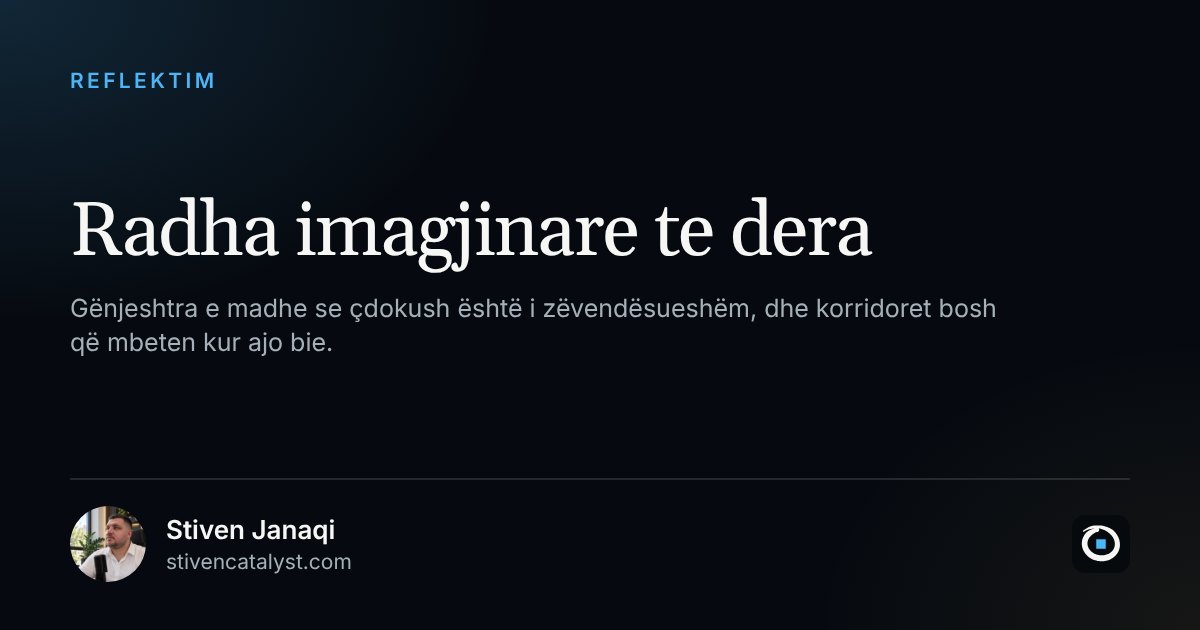 REFLEKTIM
Radha imagjinare te dera
Gënjeshtra e madhe se çdokush është i zëvendësueshëm, dhe korridoret bosh
që mbeten kur ajo bie.
Stiven Janaqi
stivencatalyst.com